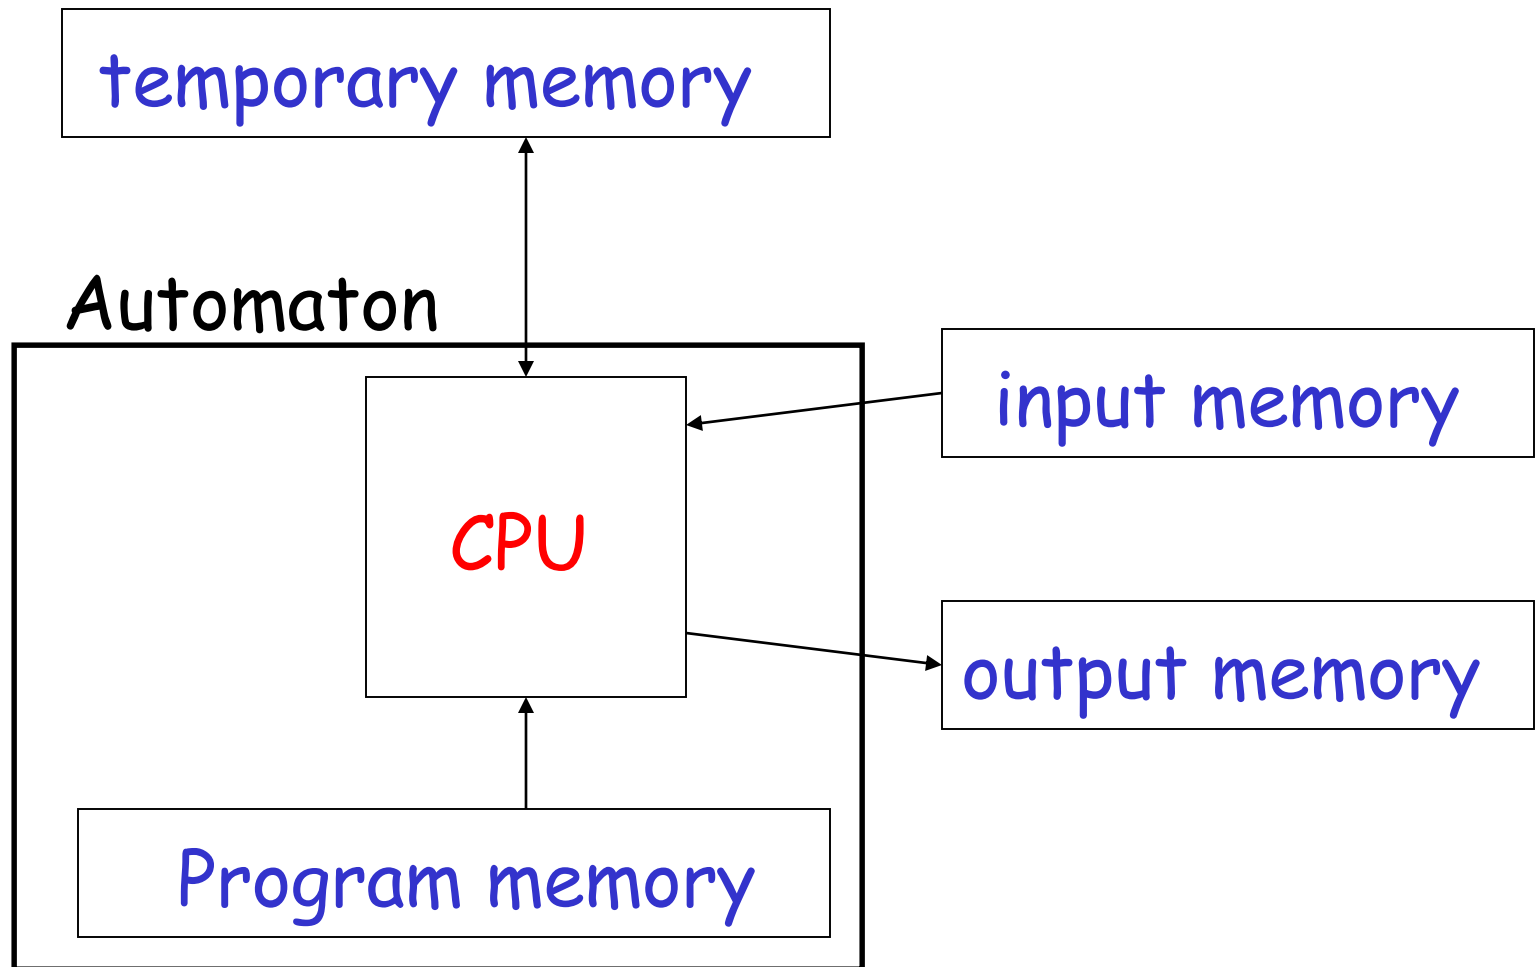 temporary memory
Automaton
input memory
CPU
output memory
Program memory